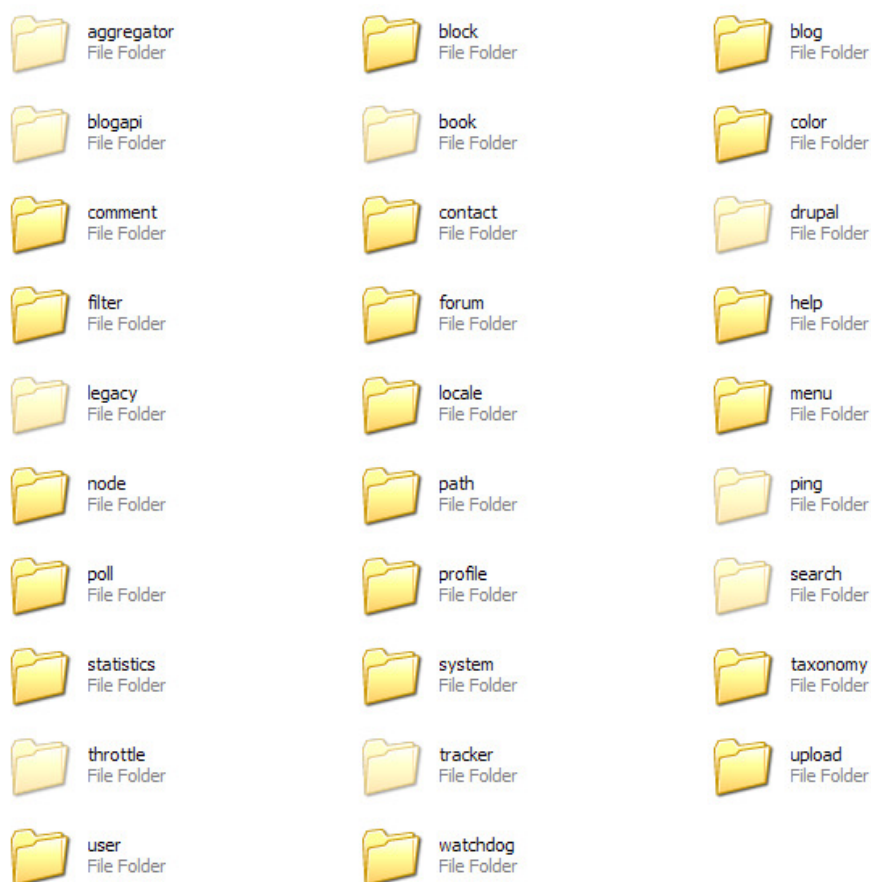 aggregator
File Folder
block
File Folder
blog
File Folder
blogapi
File Folder
book
File Folder
color
File Folder
comment
File Folder
contact
File Folder
drupal
File Folder
filter
File Folder
forum
File Folder
help
File Folder
legacy
File Folder
locale
File Folder
menu
File Folder
node
File Folder
path
File Folder
ping
File Folder
poll
File Folder
profile
File Folder
search
File Folder
statistics
File Folder
system
File Folder
taxonomy
File Folder
throttle
File Folder
tracker
File Folder
upload
File Folder
user
File Folder
watchdog
File Folder